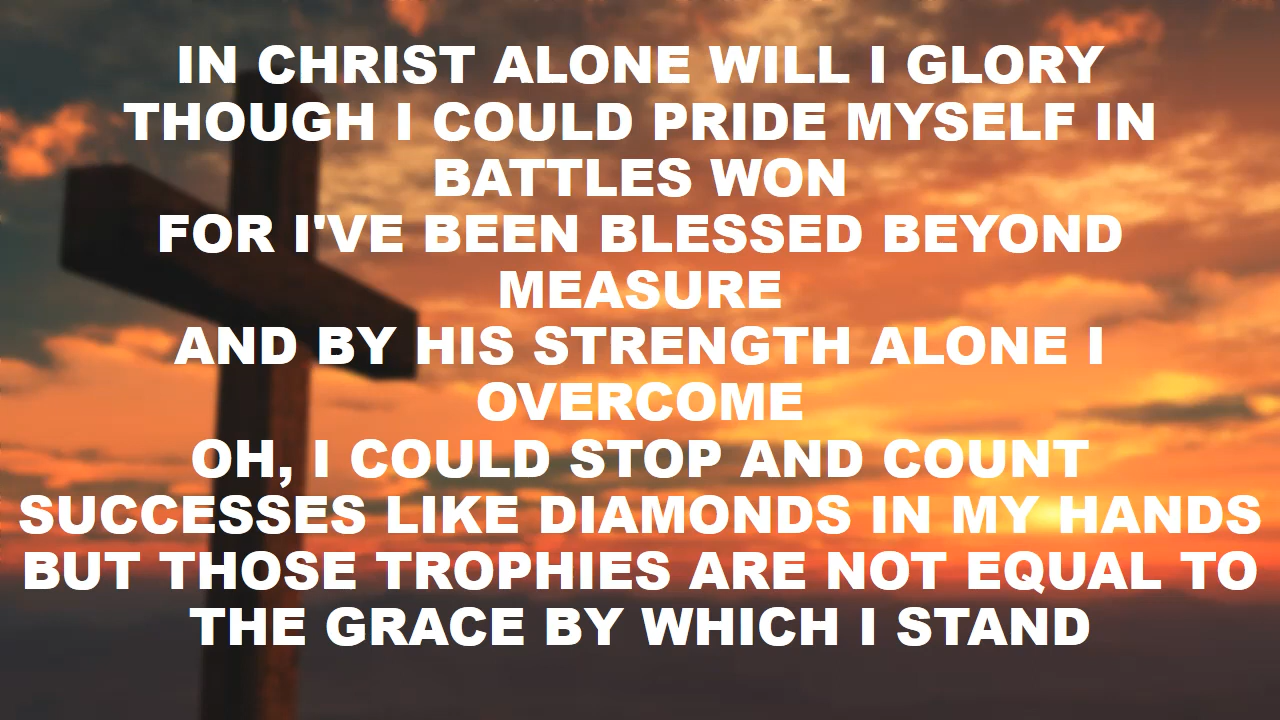 IN CHRIST ALONE WILL I GLORY
THOUGH I COULD PRIDE MYSELF IN
BATTLES WON
FOR I'VE BEEN BLESSED BEYOND
MEASURE
AND BY HIS STRENGTH ALONE I
OVERCOME
OH, I COULD STOP AND COUNT
SUCCESSES LIKE DIAMONDS IN MY HANDS
BUT THOSE TROPHIES ARE NOT EQUAL TO
THE GRACE BY WHICH I STAND